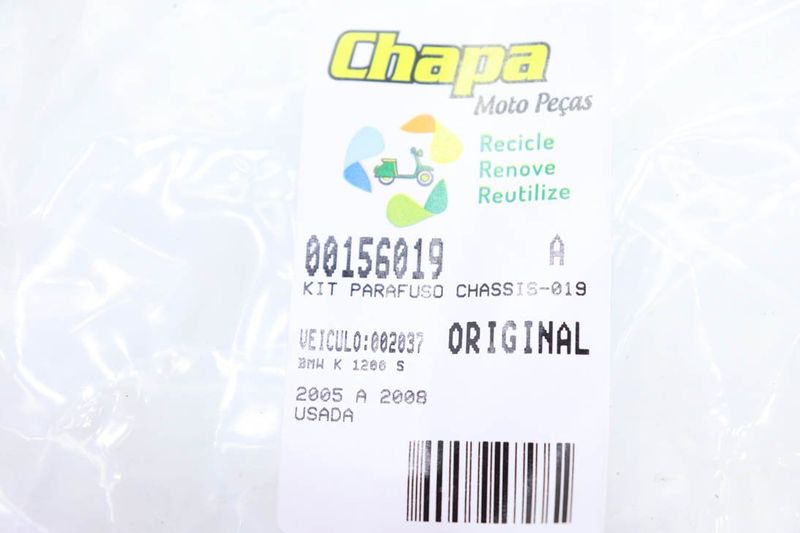 Chapa
Moto Peças
Recicle
Renove
Reutilize
00156019 A
KIT PARAFUSO CHASSIS-019
VEICULO:002037 ORIGINAL
BMW K 1200 S
2005 A 2008
USADA